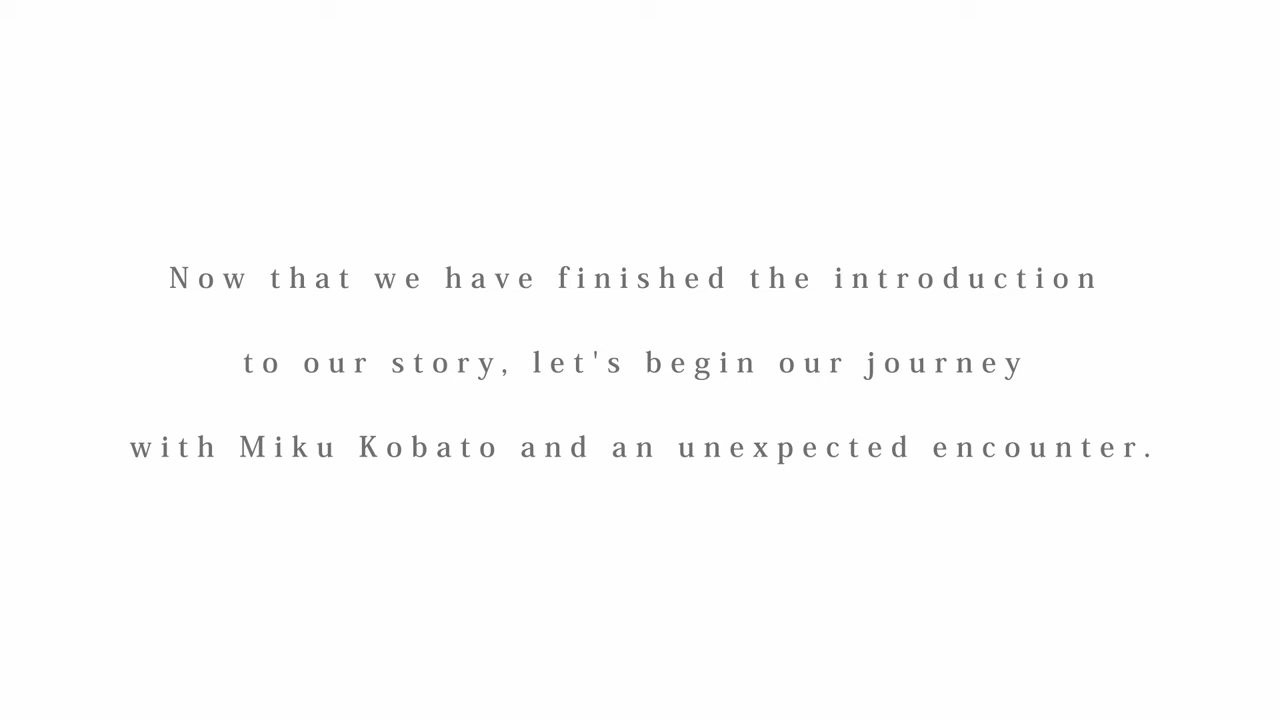 Now that we have finished the introduction
to our story, let's begin our journey
with Miku Kobato and an unexpected encounter.